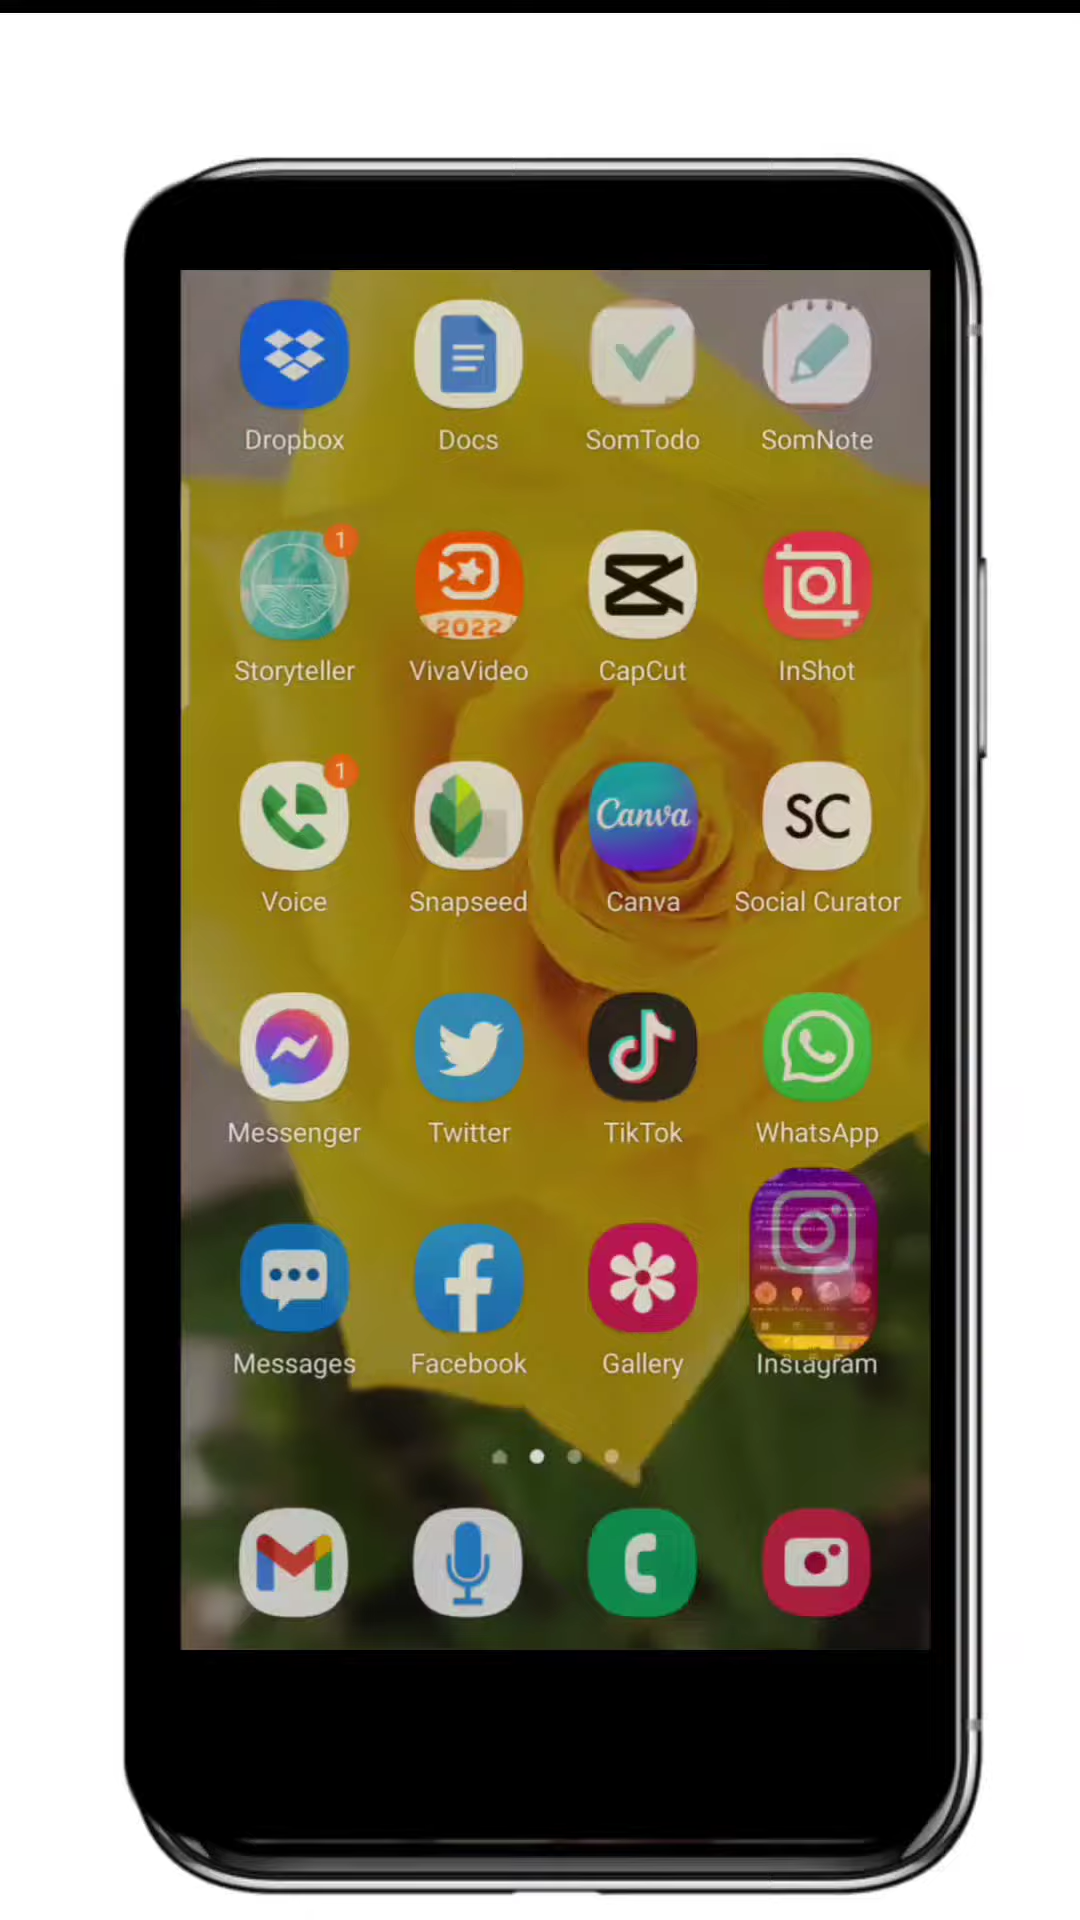 Dropbox Docs SomTodo SomNote
1
2022
Storyteller VivaVideo CapCut InShot
1
Canva SC
Voice Snapseed Canva Social Curator
Messenger Twitter TikTok WhatsApp
Messages Facebook Gallery Instagram